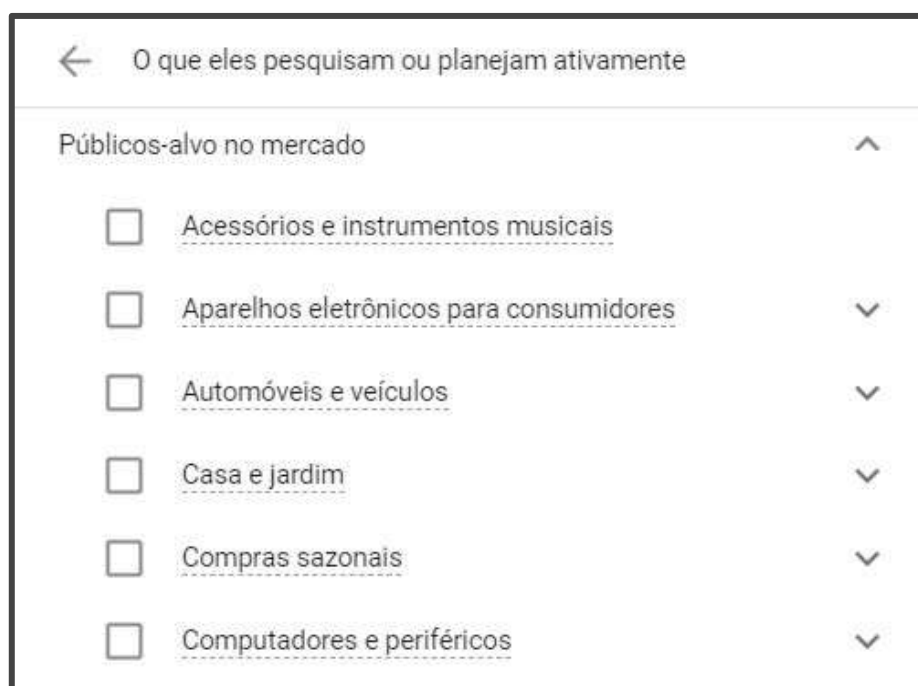 O que eles pesquisam ou planejam ativamente
Públicos-alvo no mercado
Acessórios e instrumentos musicais
Aparelhos eletrônicos para consumidores
Automóveis e veículos
Casa e jardim
Compras sazonais
Computadores e periféricos